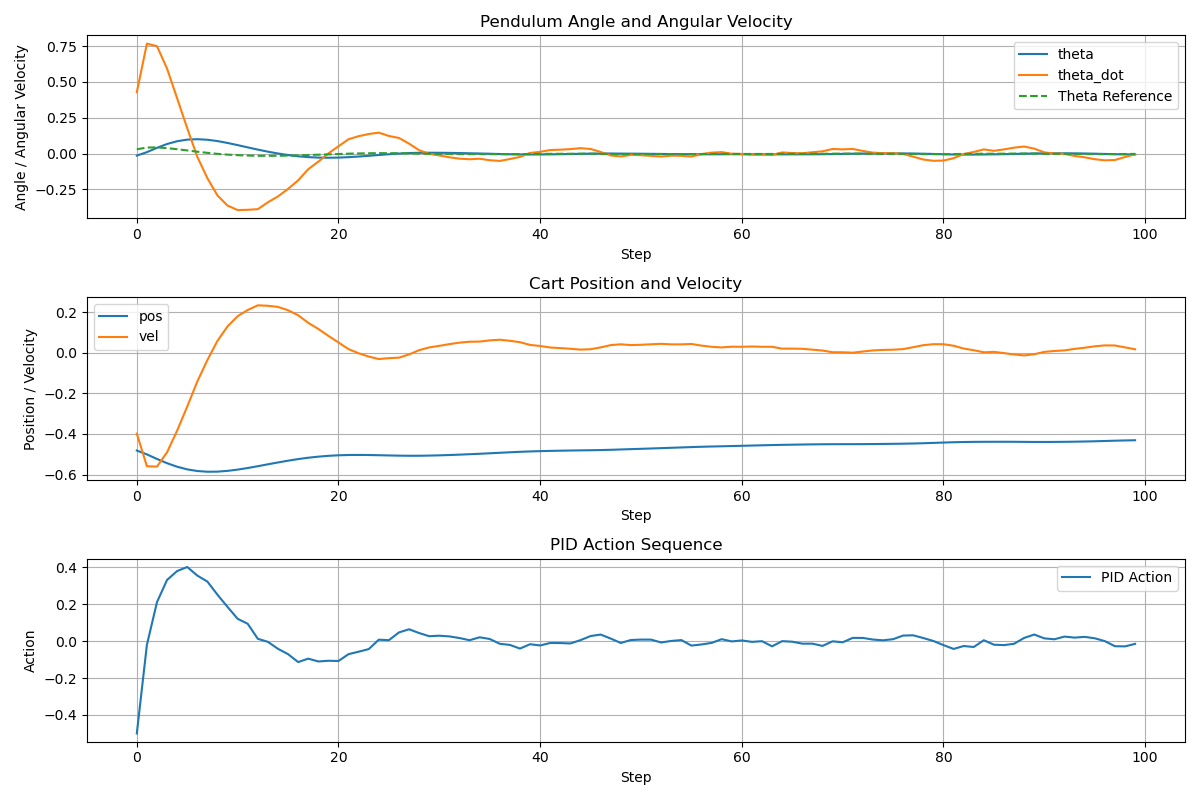 Pendulum Angle and Angular Velocity
Angle / Angular Velocity
0.75
0.50
0.25
0.00
−0.25
theta
theta_dot
Theta Reference
0 20 40 60 80 100
Step
Cart Position and Velocity
Position / Velocity
0.2
0.0
−0.2
−0.4
−0.6
pos
vel
0 20 40 60 80 100
Step
PID Action Sequence
Action
0.4
0.2
0.0
−0.2
−0.4
PID Action
0 20 40 60 80 100
Step